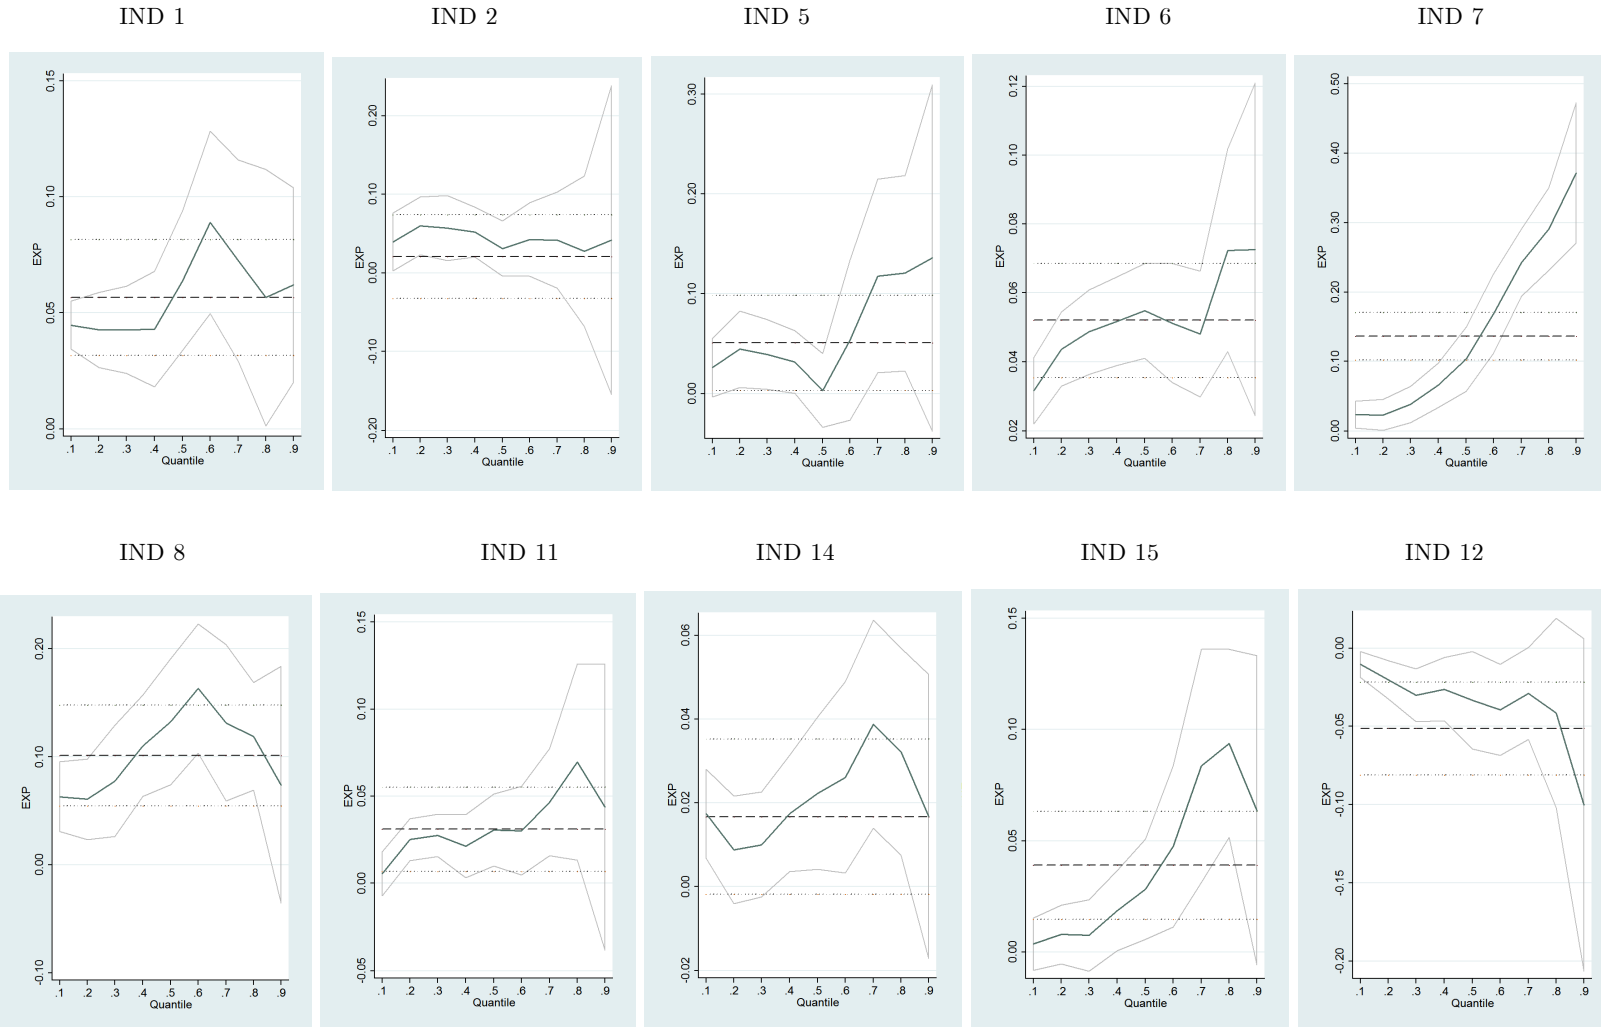 IND 1
IND 2
IND 5
IND 6
IND 7
EXP
0.00 0.05 0.10 0.15
.1 .2 .3 .4 .5 .6 .7 .8 .9
Quantile
EXP
-0.20 -0.10 0.00 0.10 0.20
.1 .2 .3 .4 .5 .6 .7 .8 .9
Quantile
EXP
0.00 0.10 0.20 0.30
.1 .2 .3 .4 .5 .6 .7 .8 .9
Quantile
EXP
0.02 0.04 0.06 0.08 0.10 0.12
.1 .2 .3 .4 .5 .6 .7 .8 .9
Quantile
EXP
0.00 0.10 0.20 0.30 0.40 0.50
.1 .2 .3 .4 .5 .6 .7 .8 .9
Quantile
IND 8
IND 11
IND 14
IND 15
IND 12
EXP
-0.10 0.00 0.10 0.20
.1 .2 .3 .4 .5 .6 .7 .8 .9
Quantile
EXP
-0.05 0.00 0.05 0.10 0.15
.1 .2 .3 .4 .5 .6 .7 .8 .9
Quantile
EXP
-0.02 0.00 0.02 0.04 0.06
.1 .2 .3 .4 .5 .6 .7 .8 .9
Quantile
EXP
0.00 0.05 0.10 0.15
.1 .2 .3 .4 .5 .6 .7 .8 .9
Quantile
EXP
-0.20 -0.15 -0.10 -0.05 0.00
.1 .2 .3 .4 .5 .6 .7 .8 .9
Quantile